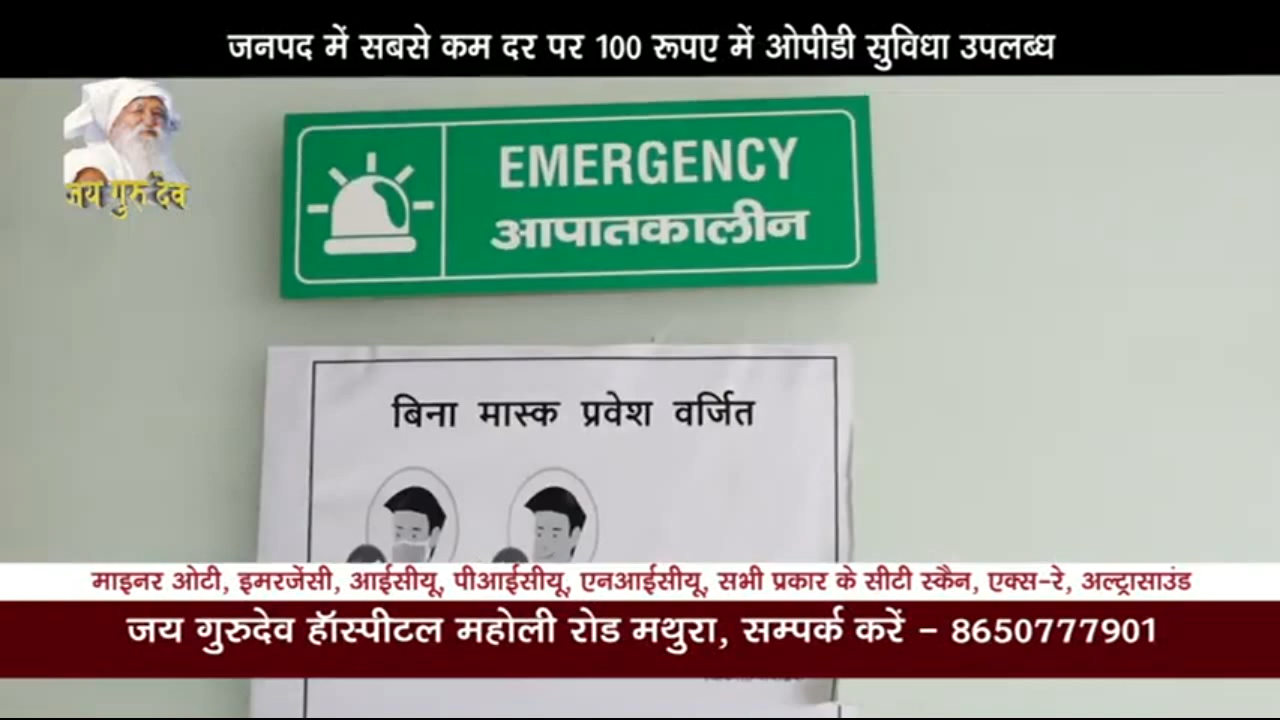 जनपद में सबसे कम दर पर 100 रूपए में ओपीडी सुविधा उपलब्ध
जय गुरु देव
EMERGENCY
आपातकालीन
बिना मास्क प्रवेश वर्जित
माइनर ओटी, इमरजेंसी, आईसीयू, पीआईसीयू, एनआईसीयू, सभी प्रकार के सीटी स्कैन, एक्स-रे, अल्ट्रासाउंड
जय गुरुदेव हॉस्पीटल महोली रोड मथुरा, सम्पर्क करें - 8650777901